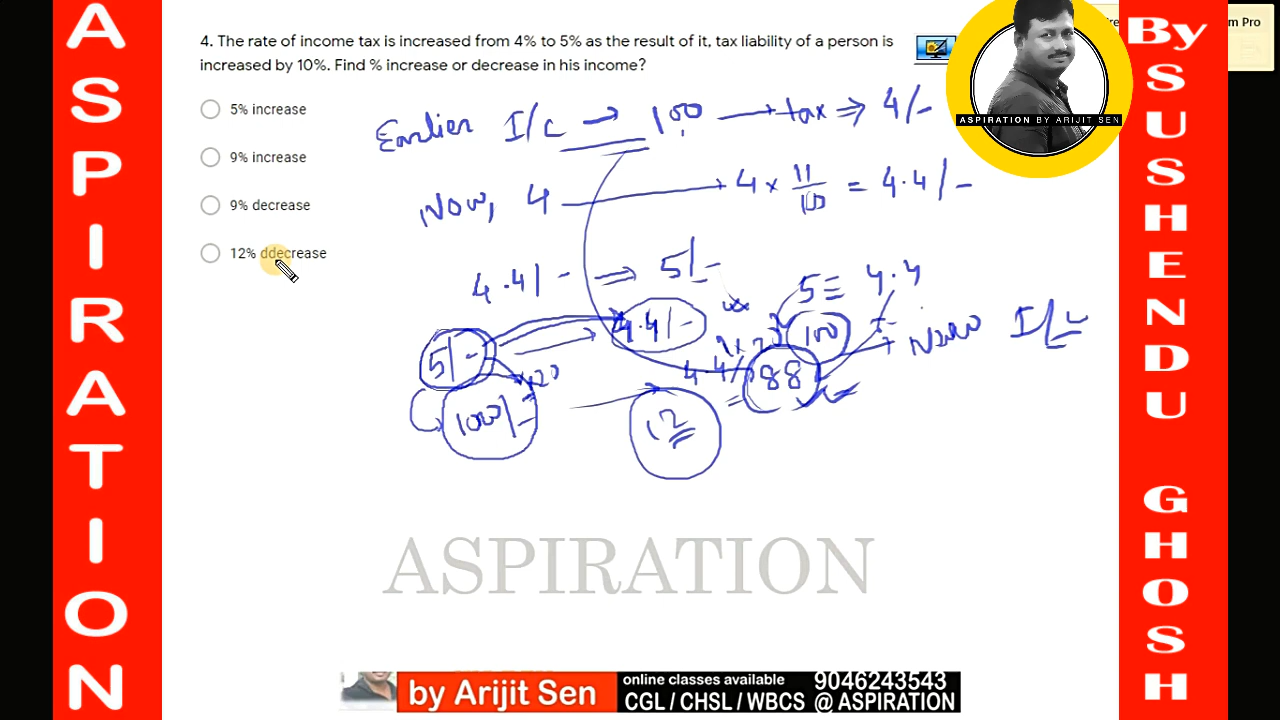 ASPIRATION
By SUSHENDU GHOSH
m Pro
4. The rate of income tax is increased from 4% to 5% as the result of it, tax liability of a person is
increased by 10%. Find % increase or decrease in his income?
5% increase
9% increase
9% decrease
12% ddecrease
ASPIRATION BY ARIJIT SEN
Earlier I/c → 100 → tax ⇒ 4/-
Now, 4 → 4 × 11/10 = 4.4/-
4.4/- ⇒ 5/-
5 ≡ 4.4
5/- 4.4/- 100
88 New I/c
100/- 12
ASPIRATION
by Arijit Sen
online classes available 9046243543
CGL / CHSL / WBCS @ ASPIRATION